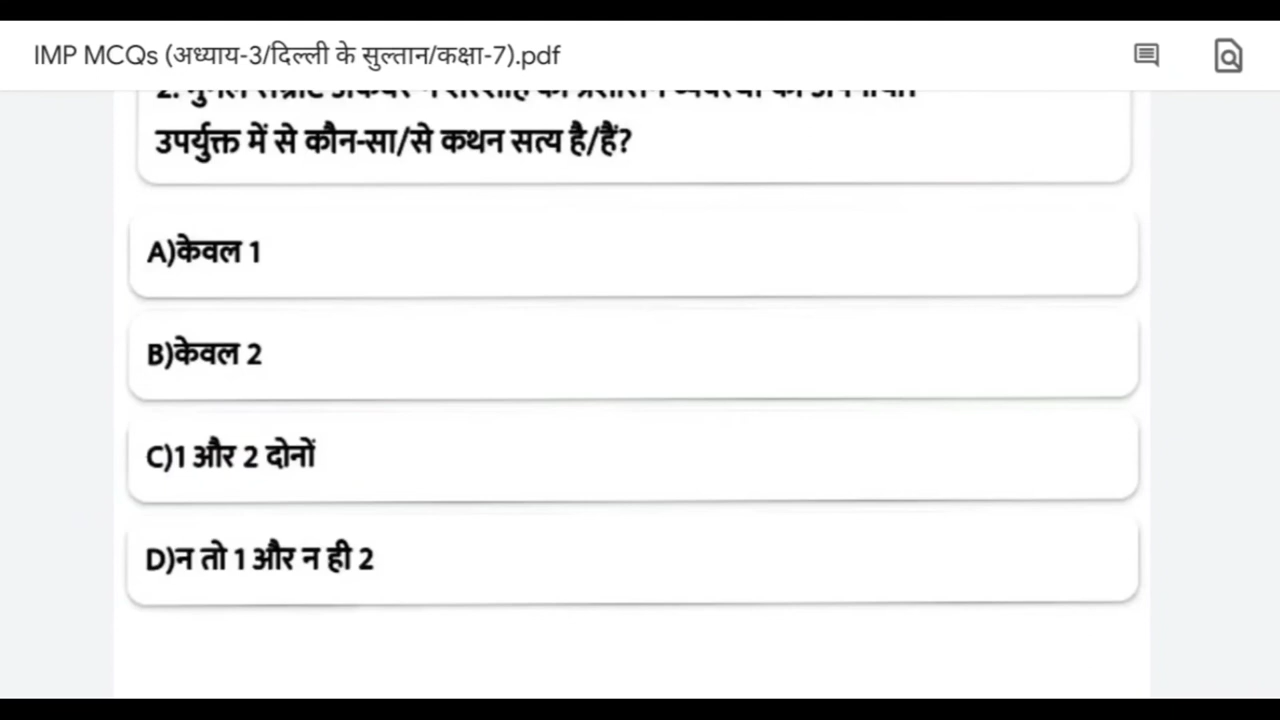 IMP MCQs (अध्याय-3/दिल्ली के सुल्तान/कक्षा-7).pdf
उपर्युक्त में से कौन-सा/से कथन सत्य है/हैं?
A)केवल 1
B)केवल 2
C)1 और 2 दोनों
D)न तो 1 और न ही 2